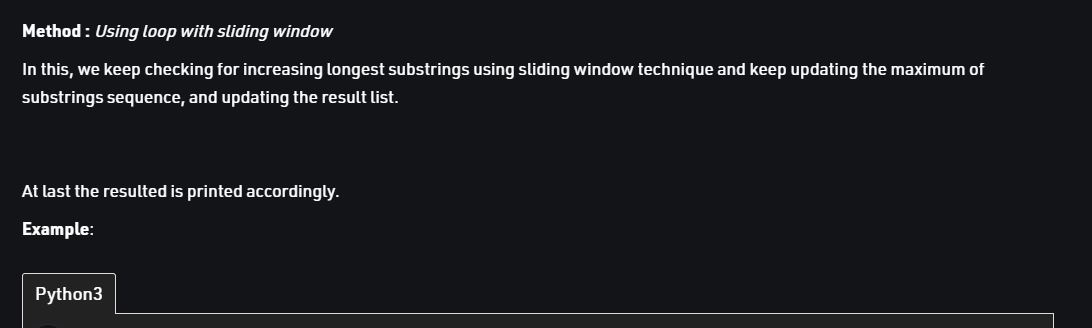 Method : Using loop with sliding window
In this, we keep checking for increasing longest substrings using sliding window technique and keep updating the maximum of
substrings sequence, and updating the result list.
At last the resulted is printed accordingly.
Example:
Python3